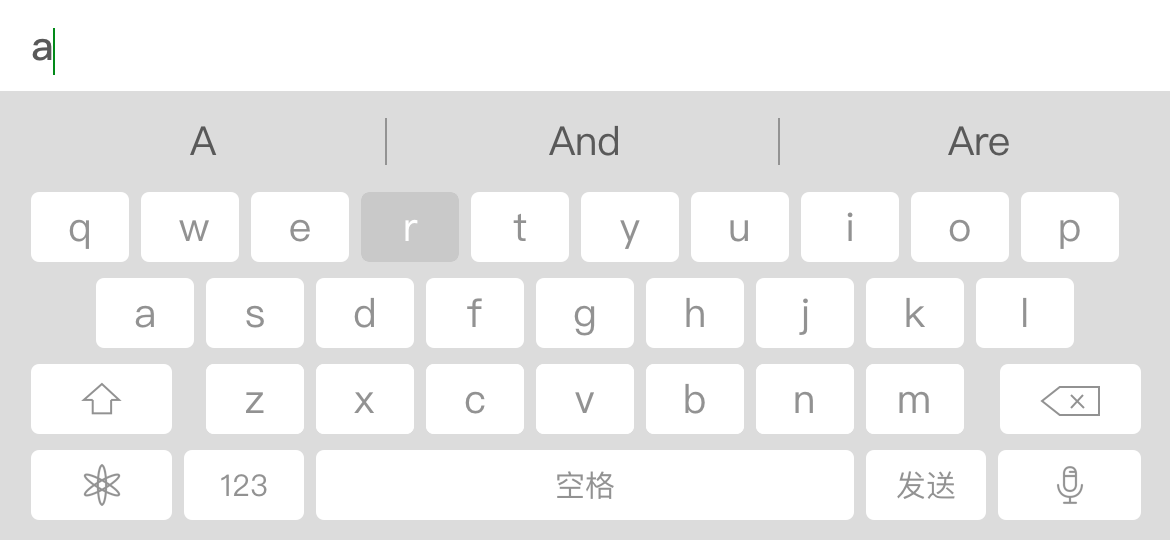 a
A And Are
q w e r t y u i o p
a s d f g h j k l
z x c v b n m
123 空格 发送